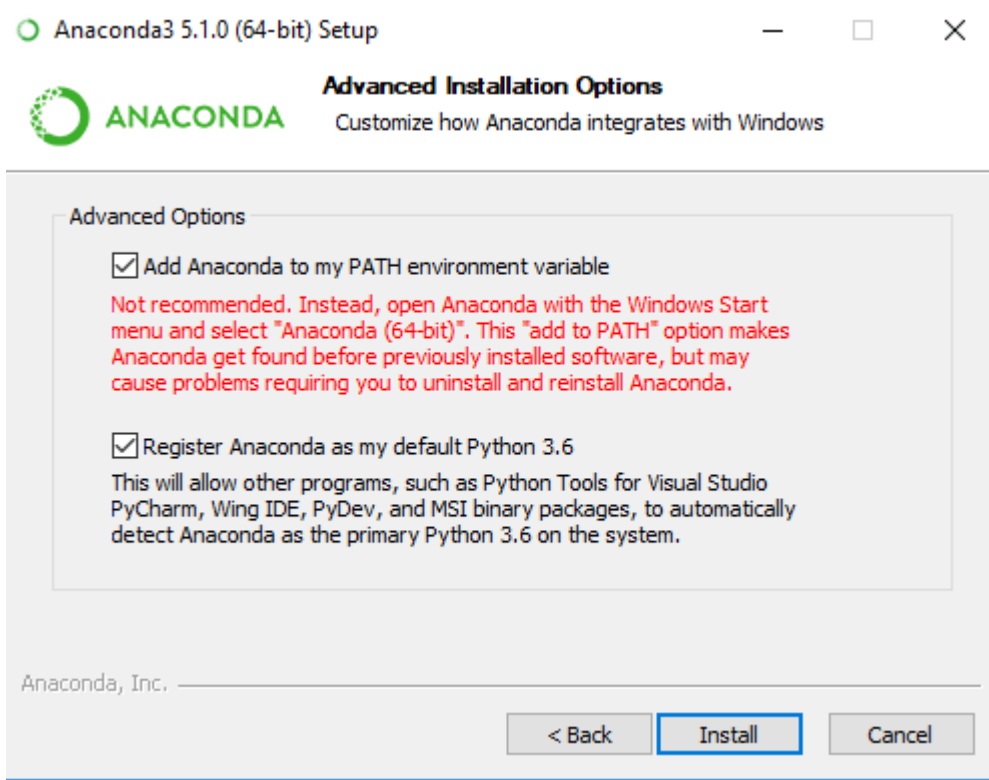 Anaconda3 5.1.0 (64-bit) Setup
ANACONDA
Advanced Installation Options
Customize how Anaconda integrates with Windows
Advanced Options
Add Anaconda to my PATH environment variable
Not recommended. Instead, open Anaconda with the Windows Start
menu and select "Anaconda (64-bit)". This "add to PATH" option makes
Anaconda get found before previously installed software, but may
cause problems requiring you to uninstall and reinstall Anaconda.
Register Anaconda as my default Python 3.6
This will allow other programs, such as Python Tools for Visual Studio
PyCharm, Wing IDE, PyDev, and MSI binary packages, to automatically
detect Anaconda as the primary Python 3.6 on the system.
Anaconda, Inc.
< Back
Install
Cancel